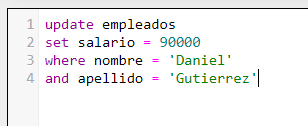 1 update empleados
2 set salario = 90000
3 where nombre = 'Daniel'
4 and apellido = 'Gutierrez'